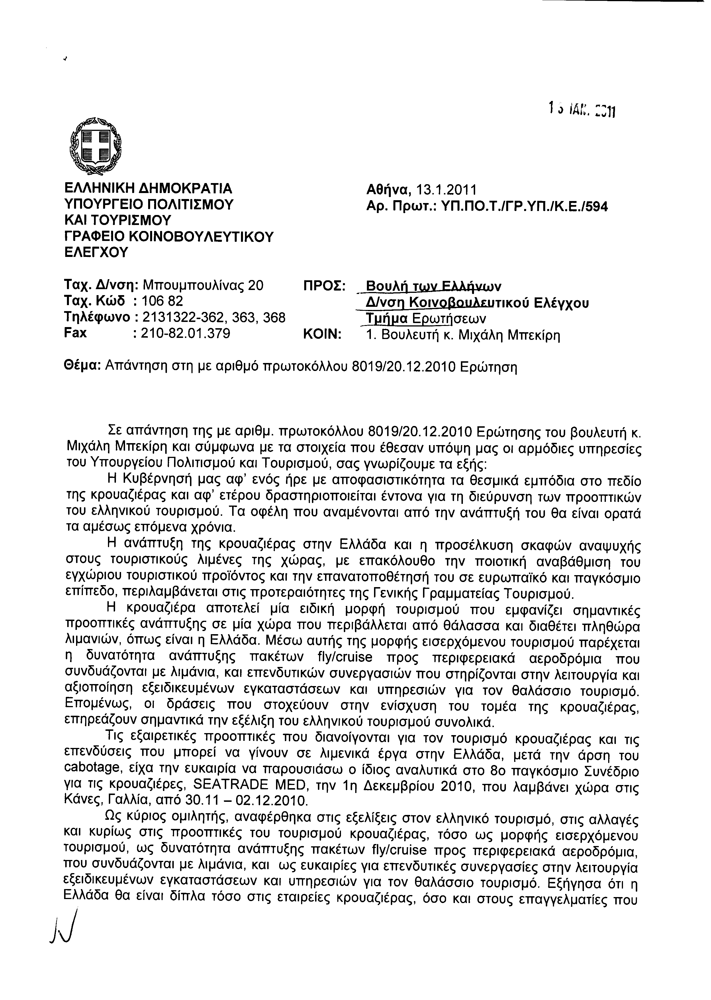 ΙΑΝ. 2011
ΕΛΛΗΝΙΚΗ ΔΗΜΟΚΡΑΤΙΑ
ΥΠΟΥΡΓΕΙΟ ΠΟΛΙΤΙΣΜΟΥ
ΚΑΙ ΤΟΥΡΙΣΜΟΥ
ΓΡΑΦΕΙΟ ΚΟΙΝΟΒΟΥΛΕΥΤΙΚΟΥ
ΕΛΕΓΧΟΥ
Αθήνα, 13.1.2011
Αρ. Πρωτ.: ΥΠ.ΠΟ.Τ./ΓΡ.ΥΠ./Κ.Ε./594
Ταχ. Δ/νση: Μπουμπουλίνας 20
Ταχ. Κώδ : 106 82
Τηλέφωνο : 2131322-362, 363, 368
Fax : 210-82.01.379
ΠΡΟΣ: Βουλή των Ελλήνων
Δ/νση Κοινοβουλευτικού Ελέγχου
Τμήμα Ερωτήσεων
ΚΟΙΝ: 1. Βουλευτή κ. Μιχάλη Μπεκίρη
Θέμα: Απάντηση στη με αριθμό πρωτοκόλλου 8019/20.12.2010 Ερώτηση
Σε απάντηση της με αριθμ. πρωτοκόλλου 8019/20.12.2010 Ερώτησης του βουλευτή κ.
Μιχάλη Μπεκίρη και σύμφωνα με τα στοιχεία που έθεσαν υπόψη μας οι αρμόδιες υπηρεσίες
του Υπουργείου Πολιτισμού και Τουρισμού, σας γνωρίζουμε τα εξής:
Η Κυβέρνησή μας αφ’ ενός ήρε με αποφασιστικότητα τα θεσμικά εμπόδια στο πεδίο
της κρουαζιέρας και αφ’ ετέρου δραστηριοποιείται έντονα για τη διεύρυνση των προοπτικών
του ελληνικού τουρισμού. Τα οφέλη που αναμένονται από την ανάπτυξή του θα είναι ορατά
τα αμέσως επόμενα χρόνια.
Η ανάπτυξη της κρουαζιέρας στην Ελλάδα και η προσέλκυση σκαφών αναψυχής
στους τουριστικούς λιμένες της χώρας, με επακόλουθο την ποιοτική αναβάθμιση του
εγχώριου τουριστικού προϊόντος και την επανατοποθέτησή του σε ευρωπαϊκό και παγκόσμιο
επίπεδο, περιλαμβάνεται στις προτεραιότητες της Γενικής Γραμματείας Τουρισμού.
Η κρουαζιέρα αποτελεί μία ειδική μορφή τουρισμού που εμφανίζει σημαντικές
προοπτικές ανάπτυξης σε μία χώρα που περιβάλλεται από θάλασσα και διαθέτει πληθώρα
λιμανιών, όπως είναι η Ελλάδα. Μέσω αυτής της μορφής εισερχόμενου τουρισμού παρέχεται
η δυνατότητα ανάπτυξης πακέτων fly/cruise προς περιφερειακά αεροδρόμια που
συνδυάζονται με λιμάνια, και επενδυτικών συνεργασιών που στηρίζονται στην λειτουργία και
αξιοποίηση εξειδικευμένων εγκαταστάσεων και υπηρεσιών για τον θαλάσσιο τουρισμό.
Επομένως, οι δράσεις που στοχεύουν στην ενίσχυση του τομέα της κρουαζιέρας,
επηρεάζουν σημαντικά την εξέλιξη του ελληνικού τουρισμού συνολικά.
Τις εξαιρετικές προοπτικές που διανοίγονται για τον τουρισμό κρουαζιέρας και τις
επενδύσεις που μπορεί να γίνουν σε λιμενικά έργα στην Ελλάδα, μετά την άρση του
cabotage, είχα την ευκαιρία να παρουσιάσω ο ίδιος αναλυτικά στο 8ο παγκόσμιο Συνέδριο
για τις κρουαζιέρες, SEATRADE MED, την 1η Δεκεμβρίου 2010, που λαμβάνει χώρα στις
Κάνες, Γαλλία, από 30.11 – 02.12.2010.
Ως κύριος ομιλητής, αναφέρθηκα στις εξελίξεις στον ελληνικό τουρισμό, στις αλλαγές
και κυρίως στις προοπτικές του τουρισμού κρουαζιέρας, τόσο ως μορφής εισερχόμενου
τουρισμού, ως δυνατότητα ανάπτυξης πακέτων fly/cruise προς περιφερειακά αεροδρόμια,
που συνδυάζονται με λιμάνια, και ως ευκαιρίες για επενδυτικές συνεργασίες στην λειτουργία
εξειδικευμένων εγκαταστάσεων και υπηρεσιών για τον θαλάσσιο τουρισμό. Εξήγησα ότι η
Ελλάδα θα είναι δίπλα τόσο στις εταιρείες κρουαζιέρας, όσο και στους επαγγελματίες που